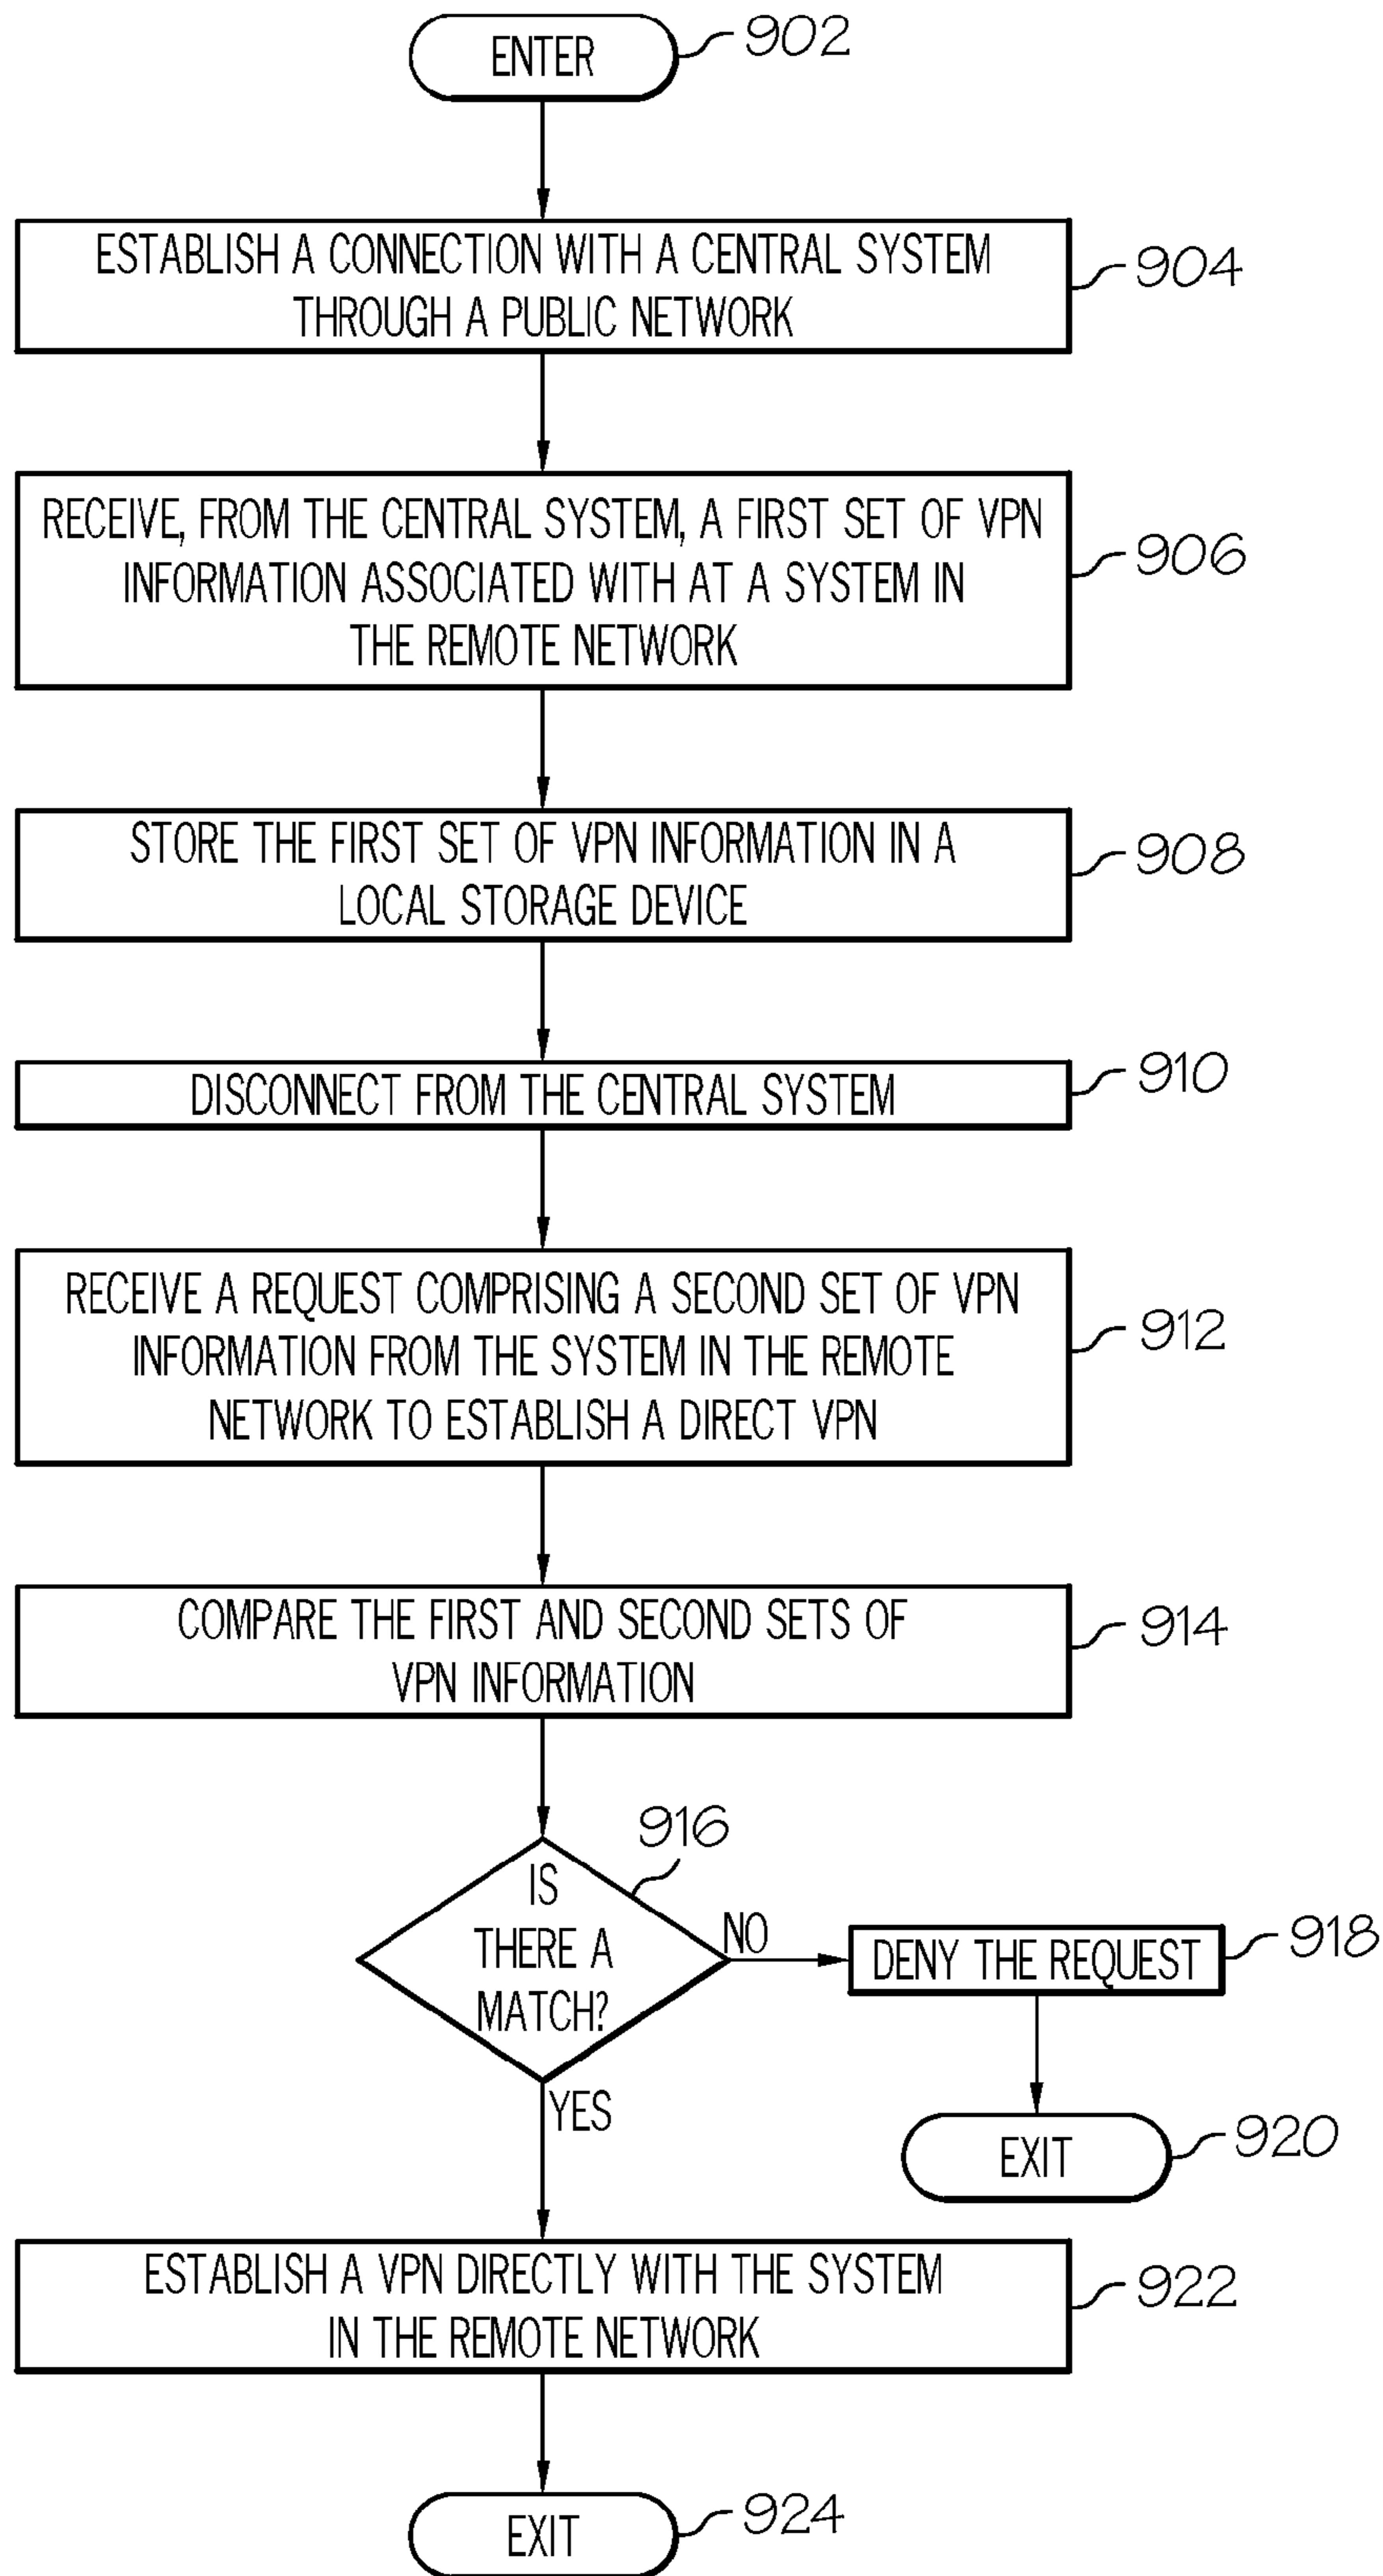 ENTER
902
ESTABLISH A CONNECTION WITH A CENTRAL SYSTEM
THROUGH A PUBLIC NETWORK
904
RECEIVE, FROM THE CENTRAL SYSTEM, A FIRST SET OF VPN
INFORMATION ASSOCIATED WITH AT A SYSTEM IN
THE REMOTE NETWORK
906
STORE THE FIRST SET OF VPN INFORMATION IN A
LOCAL STORAGE DEVICE
908
DISCONNECT FROM THE CENTRAL SYSTEM
910
RECEIVE A REQUEST COMPRISING A SECOND SET OF VPN
INFORMATION FROM THE SYSTEM IN THE REMOTE
NETWORK TO ESTABLISH A DIRECT VPN
912
COMPARE THE FIRST AND SECOND SETS OF
VPN INFORMATION
914
916
IS
THERE A
MATCH?
NO
DENY THE REQUEST
918
YES
EXIT
920
ESTABLISH A VPN DIRECTLY WITH THE SYSTEM
IN THE REMOTE NETWORK
922
EXIT
924